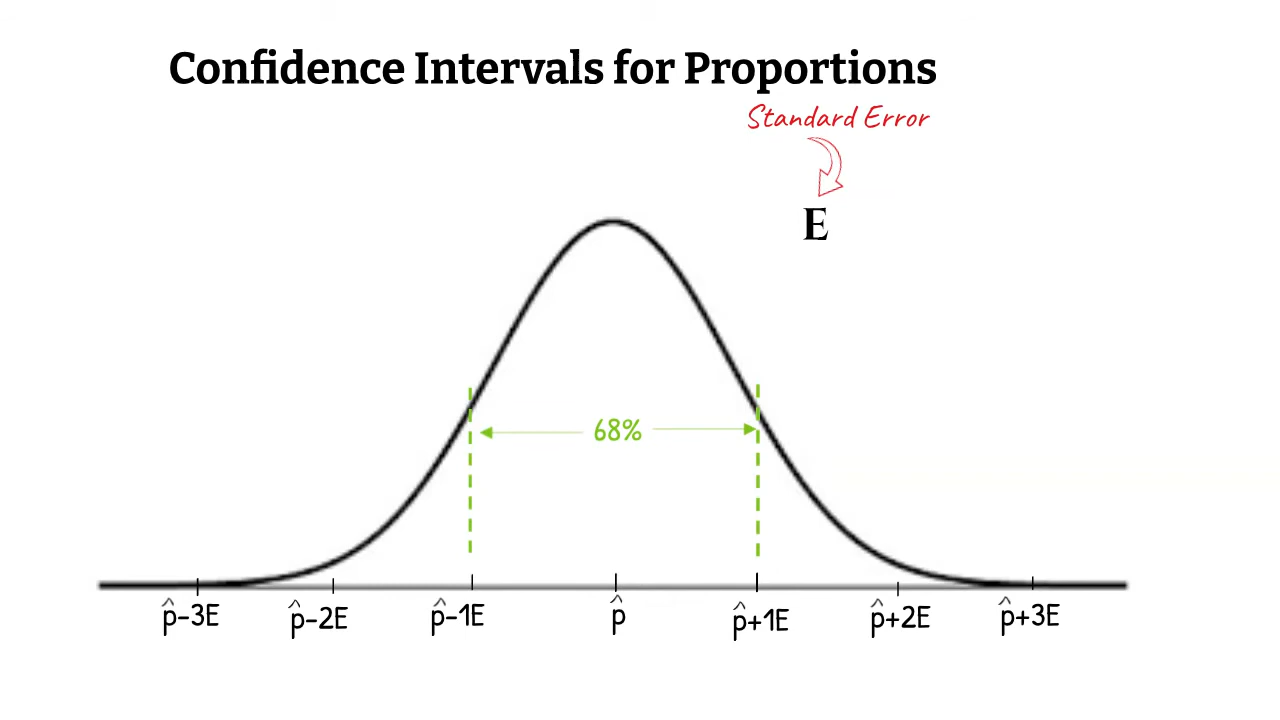 Confidence Intervals for Proportions
Standard Error
E
68%
p̂-3E p̂-2E p̂-1E p̂ p̂+1E p̂+2E p̂+3E